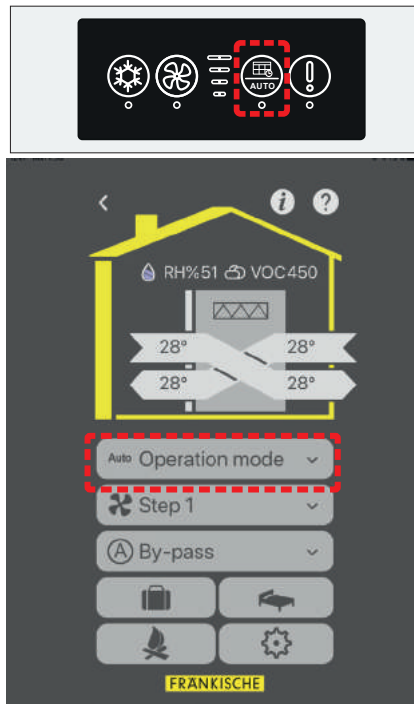 AUTO
i ?
RH%51 VOC450
28° 28°
28° 28°
Auto Operation mode
Step 1
A By-pass
FRÄNKISCHE